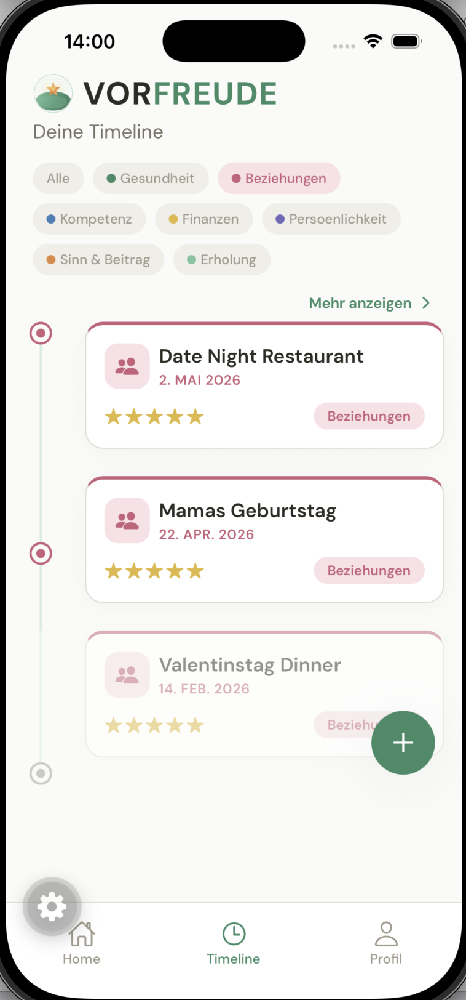 14:00
VORFREUDE
Deine Timeline
Alle Gesundheit Beziehungen
Kompetenz Finanzen Persoenlichkeit
Sinn & Beitrag Erholung
Mehr anzeigen
Date Night Restaurant
2. MAI 2026
Beziehungen
Mamas Geburtstag
22. APR. 2026
Beziehungen
Valentinstag Dinner
14. FEB. 2026
Beziehu
Home Timeline Profil